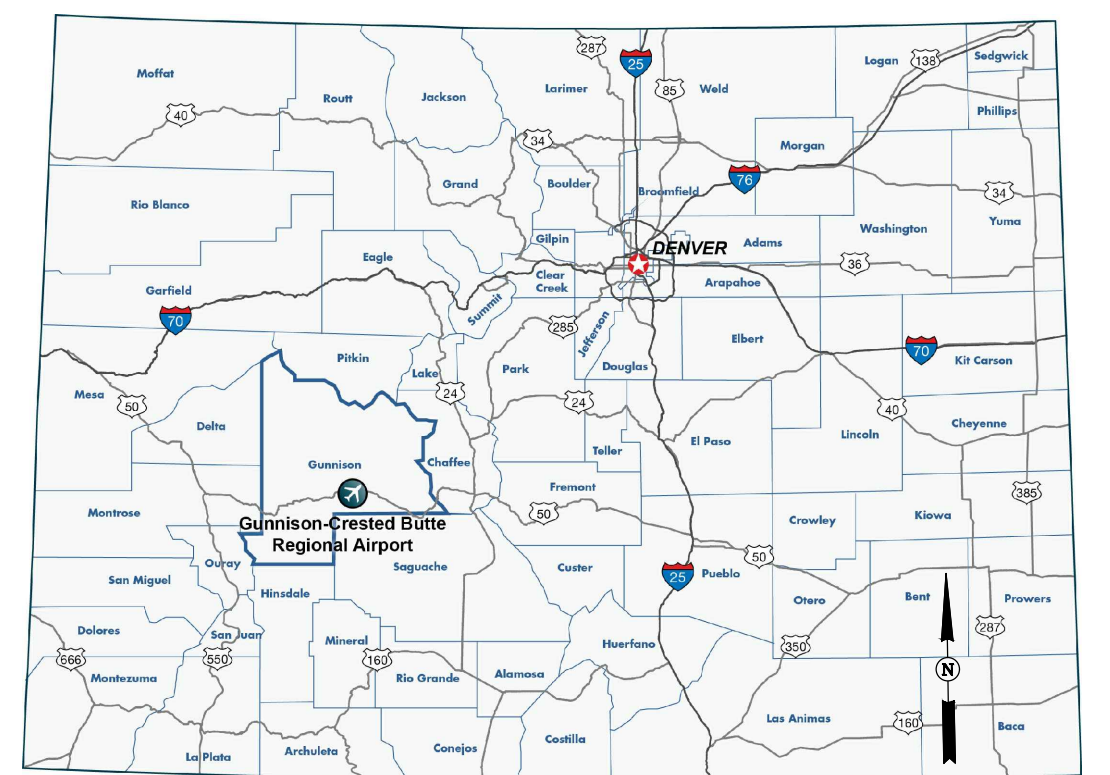 287
25
Logan
138
Sedgwick
Moffat
Larimer
85
Weld
Routt
Jackson
40
Phillips
34
Morgan
Grand
Boulder
76
Broomfield
34
Rio Blanco
Yuma
Washington
Gilpin
DENVER
Adams
Eagle
36
Clear
Creek
Arapahoe
Garfield
Summit
70
285
Jefferson
Elbert
70
Pitkin
Kit Carson
Lake
Park
Douglas
Mesa
50
24
24
40
Delta
Cheyenne
Lincoln
El Paso
Teller
Gunnison
Chaffee
Fremont
385
Montrose
50
Crowley
Kiowa
Gunnison-Crested Butte
Regional Airport
50
Ouray
Saguache
Custer
25
Pueblo
San Miguel
Hinsdale
Otero
Bent
Prowers
Dolores
San Juan
Mineral
Huerfano
287
350
666
550
160
N
Montezuma
Rio Grande
Alamosa
Las Animas
160
Baca
Costilla
La Plata
Archuleta
Conejos